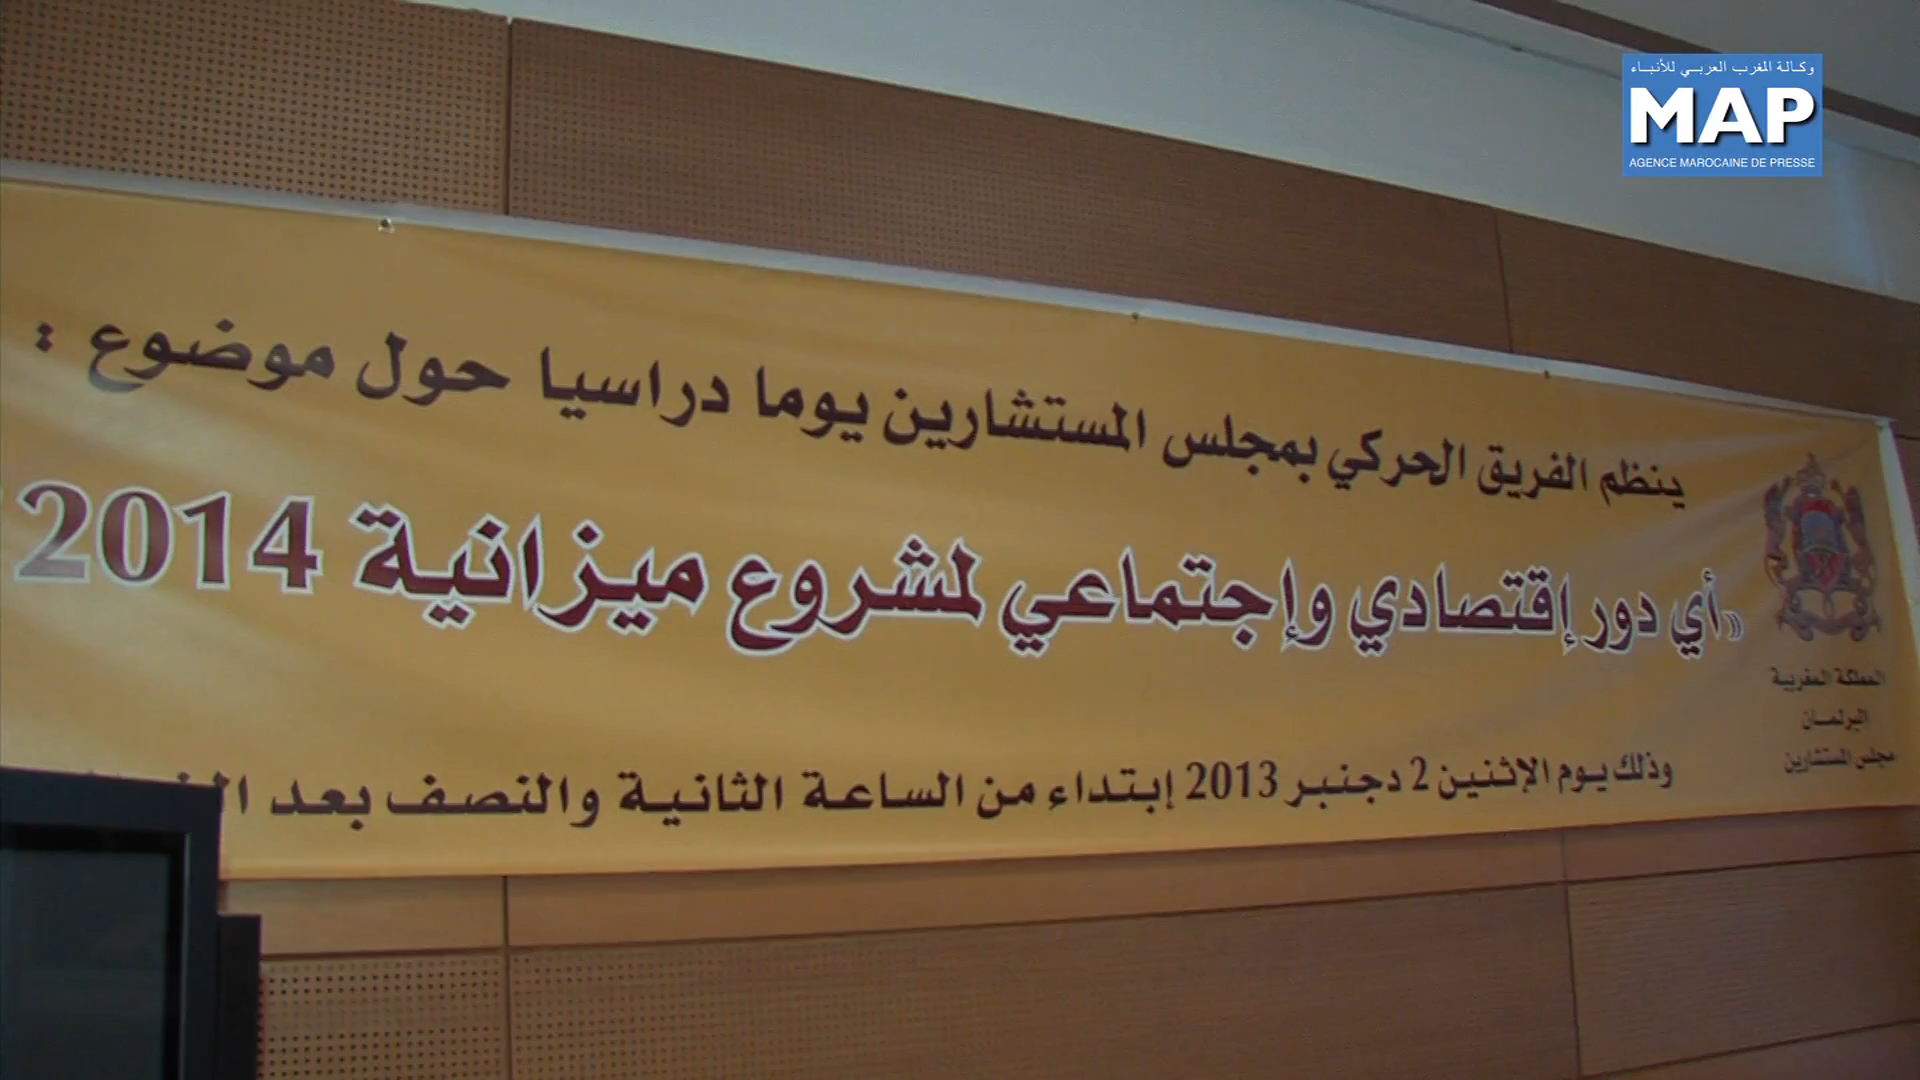 وكالة المغرب العربي للأنباء
MAP
AGENCE MAROCAINE DE PRESSE
ينظم الفريق الحركي بمجلس المستشارين يوما دراسيا حول موضوع :
«أي دور إقتصادي وإجتماعي لمشروع ميزانية 2014
وذلك يوم الإثنين 2 دجنبر 2013 إبتداء من الساعة الثانية والنصف بعد
المملكة المغربية
البرلمان
مجلس المستشارين